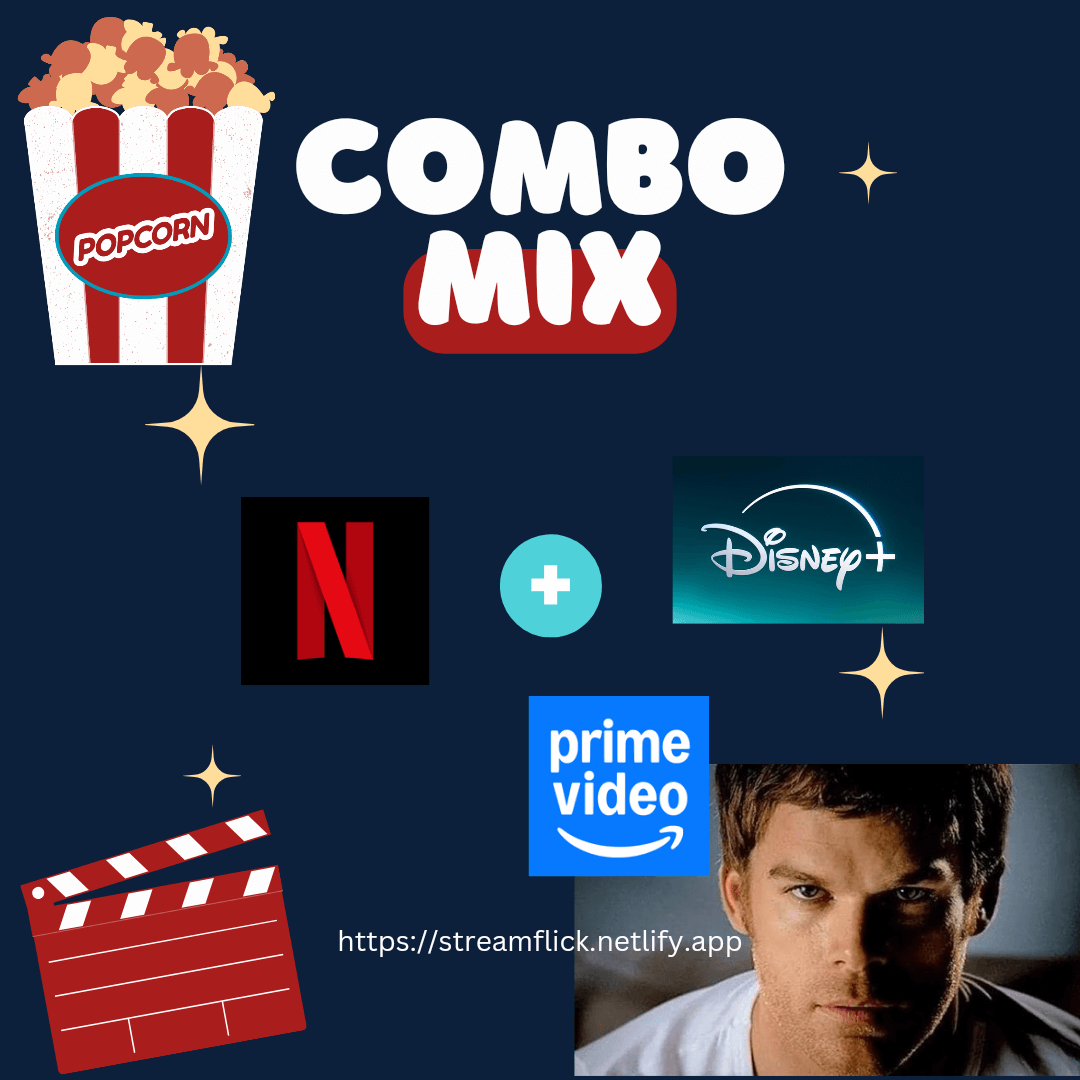 COMBO
MIX
POPCORN
N
Disney+
prime
video
https://streamflick.netlify.app